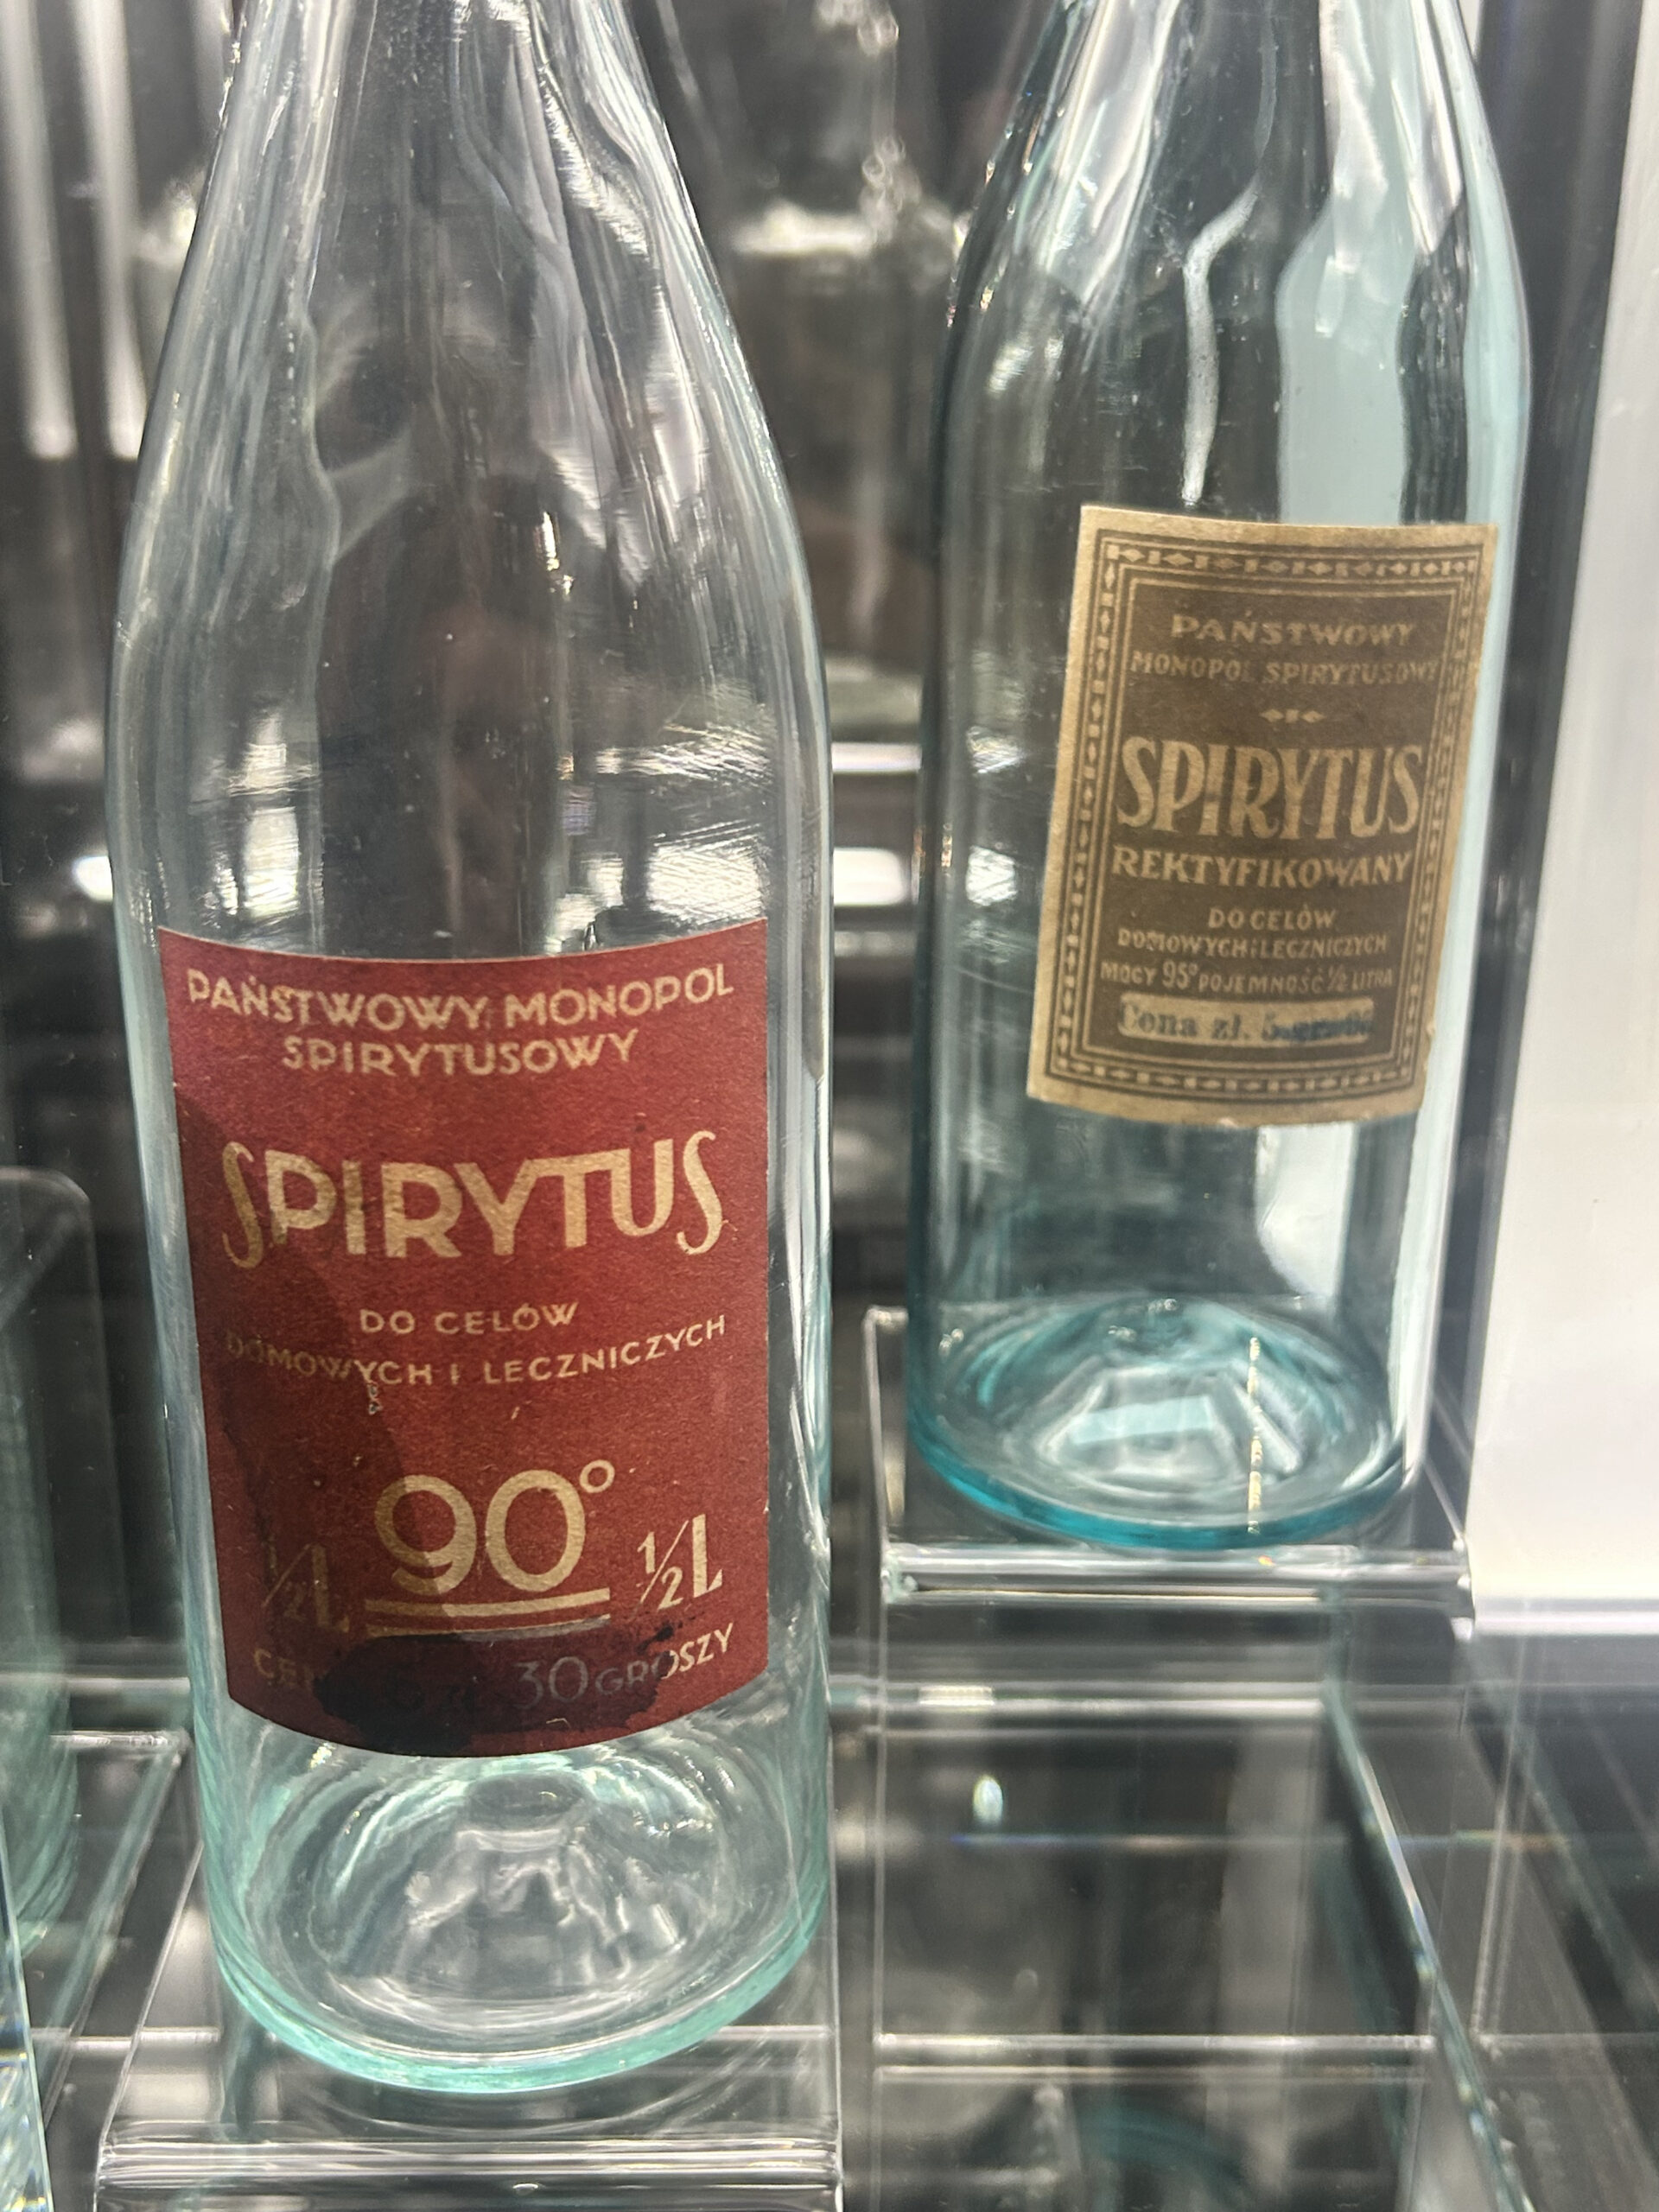 PAŃSTWOWY MONOPOL
SPIRYTUSOWY
SPIRYTUS
DO CELÓW
DOMOWYCH I LECZNICZYCH
90°
½L ½L
30 GROSZY
PAŃSTWOWY
MONOPOL SPIRYTUSOWY
SPIRYTUS
REKTYFIKOWANY
DO CELÓW
DOMOWYCH i LECZNICZYCH
MOCY 95° POJEMNOŚĆ ½ LITRA
Cena zł. 5